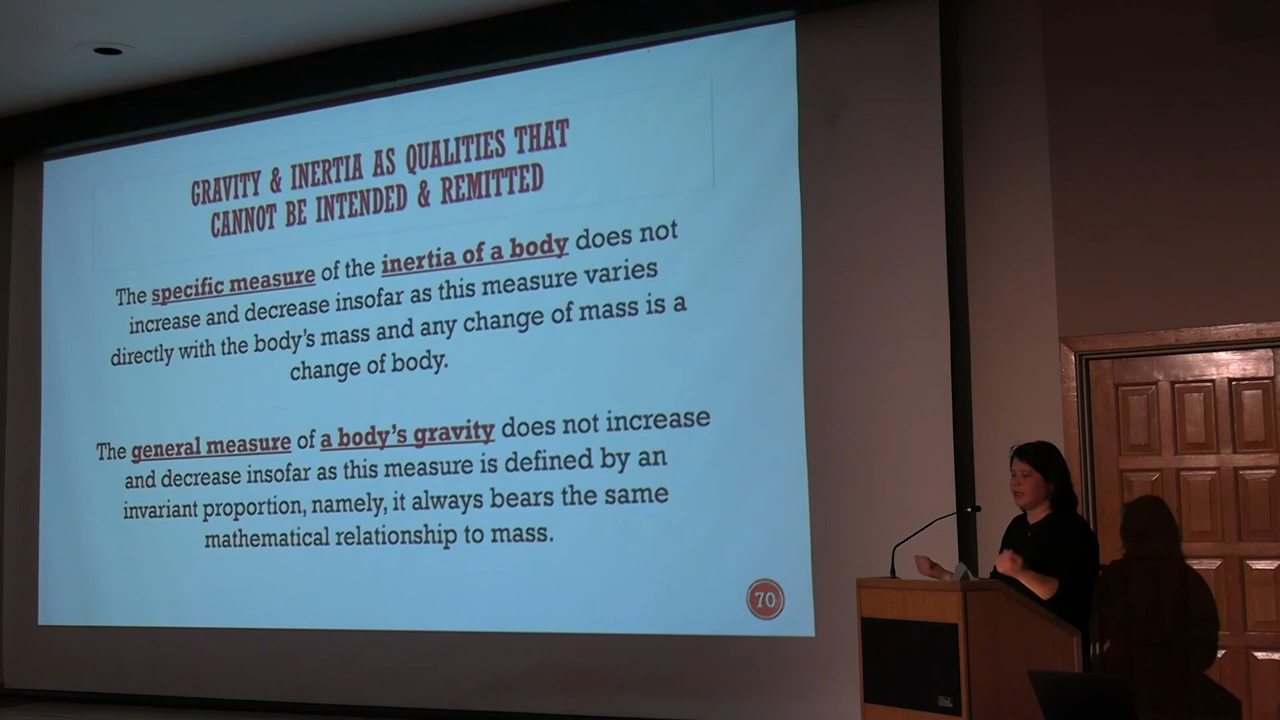 GRAVITY & INERTIA AS QUALITIES THAT
CANNOT BE INTENDED & REMITTED
The specific measure of the inertia of a body does not
increase and decrease insofar as this measure varies
directly with the body's mass and any change of mass is a
change of body.
The general measure of a body's gravity does not increase
and decrease insofar as this measure is defined by an
invariant proportion, namely, it always bears the same
mathematical relationship to mass.
70